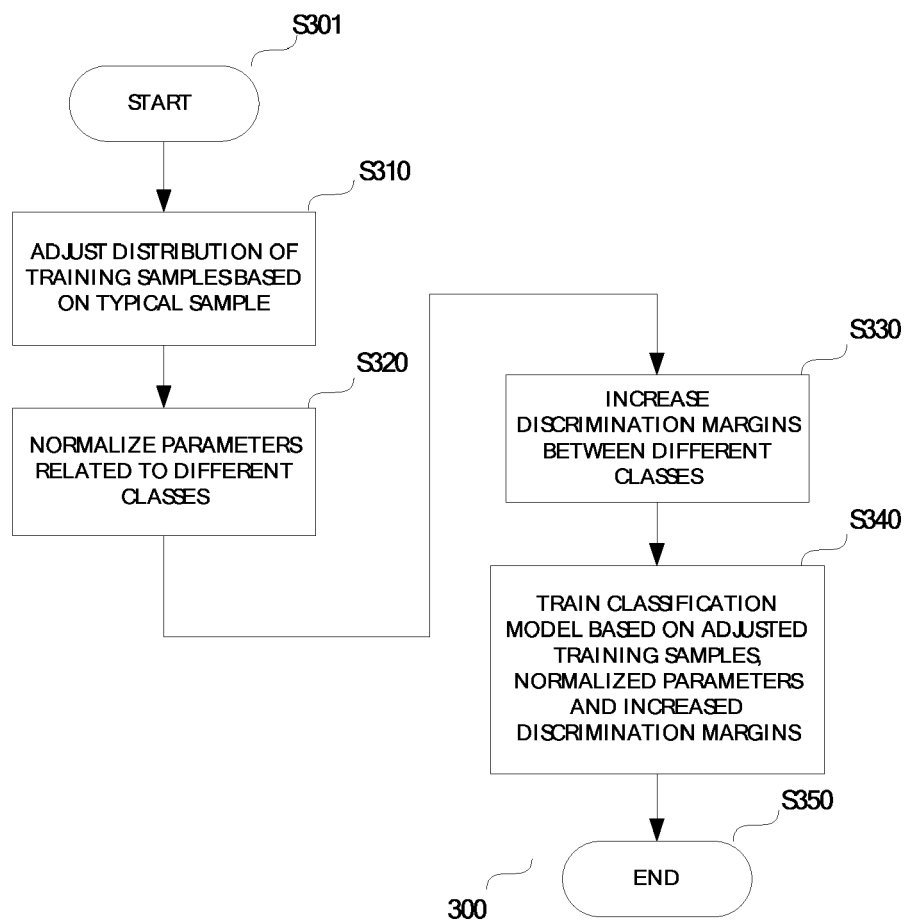 S301
START
S310
ADJUST DISTRIBUTION OF
TRAINING SAMPLES BASED
ON TYPICAL SAMPLE
S320
NORMALIZE PARAMETERS
RELATED TO DIFFERENT
CLASSES
S330
INCREASE
DISCRIMINATION MARGINS
BETWEEN DIFFERENT
CLASSES
S340
TRAIN CLASSIFICATION
MODEL BASED ON ADJUSTED
TRAINING SAMPLES,
NORMALIZED PARAMETERS
AND INCREASED
DISCRIMINATION MARGINS
S350
END
300